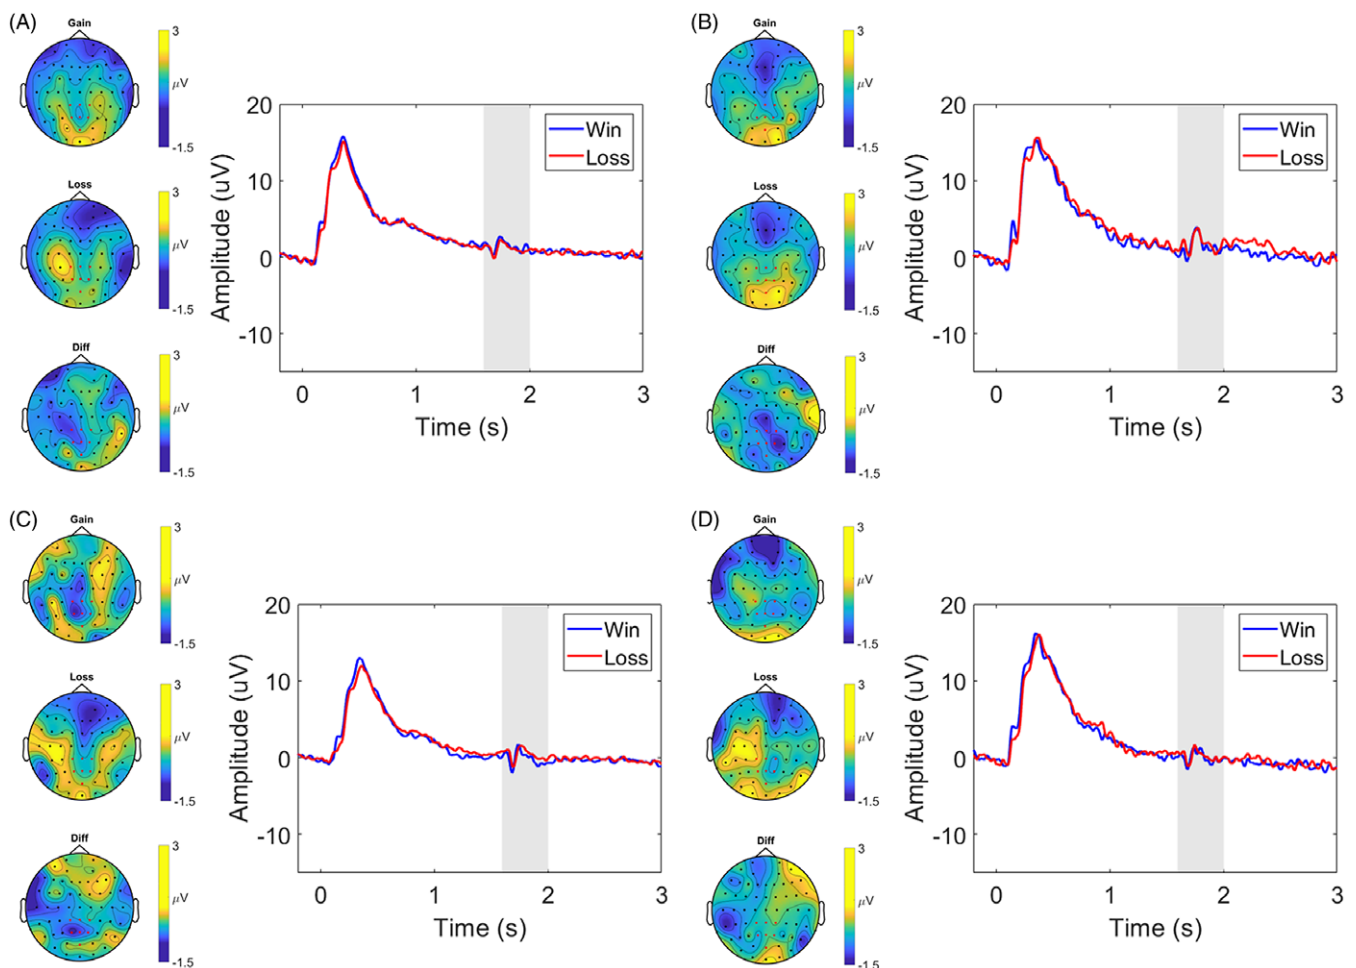 (A)
Gain
3
μV
-1.5
Loss
3
μV
-1.5
Diff
3
μV
-1.5
20
10
0
-10
Amplitude (uV)
Win
Loss
0
1
2
3
Time (s)
(B)
Gain
3
μV
-1.5
Loss
3
μV
-1.5
Diff
3
μV
-1.5
20
10
0
-10
Amplitude (uV)
Win
Loss
0
1
2
3
Time (s)
(C)
Gain
3
μV
-1.5
Loss
3
μV
-1.5
Diff
3
μV
-1.5
20
10
0
-10
Amplitude (uV)
Win
Loss
0
1
2
3
Time (s)
(D)
Gain
3
μV
-1.5
Loss
3
μV
-1.5
Diff
3
μV
-1.5
20
10
0
-10
Amplitude (uV)
Win
Loss
0
1
2
3
Time (s)